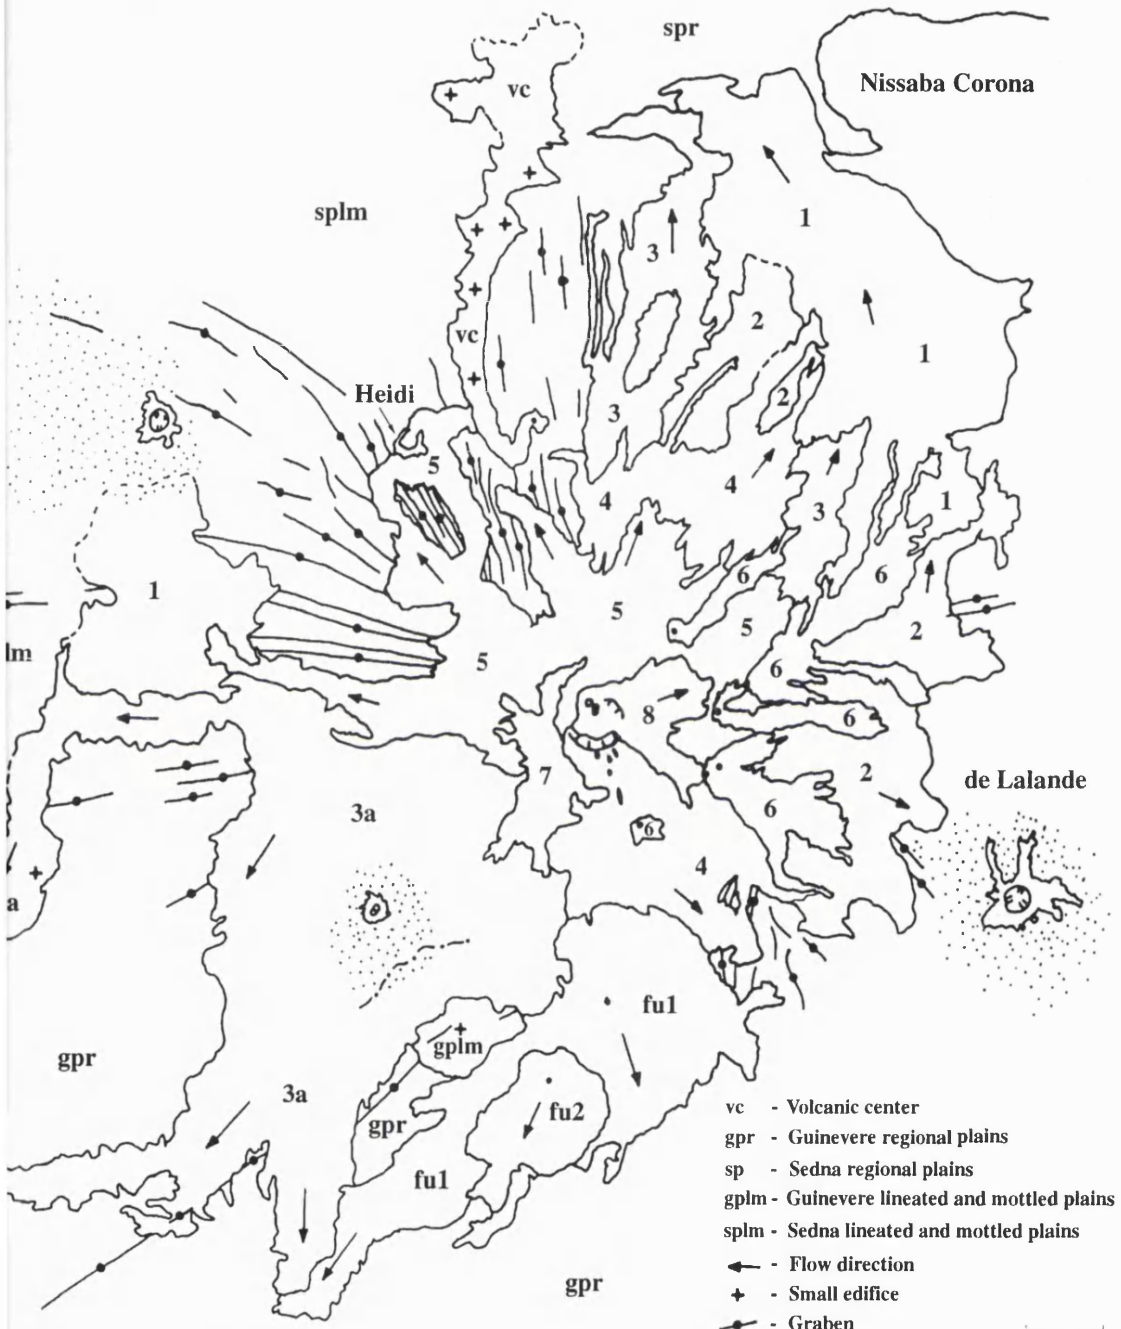 spr
Nissaba Corona
vc
splm
1
3
2
vc
1
Heidi
2
3
5
4
4
3
1
6
6
1
5
5
2
lm
5
6
8
6
7
2
de Lalande
3a
6
6
4
a
fu1
gplm
gpr
3a
fu2
gpr
fu1
gpr
vc - Volcanic center
gpr - Guinevere regional plains
sp - Sedna regional plains
gplm - Guinevere lineated and mottled plains
splm - Sedna lineated and mottled plains
- Flow direction
- Small edifice
- Graben